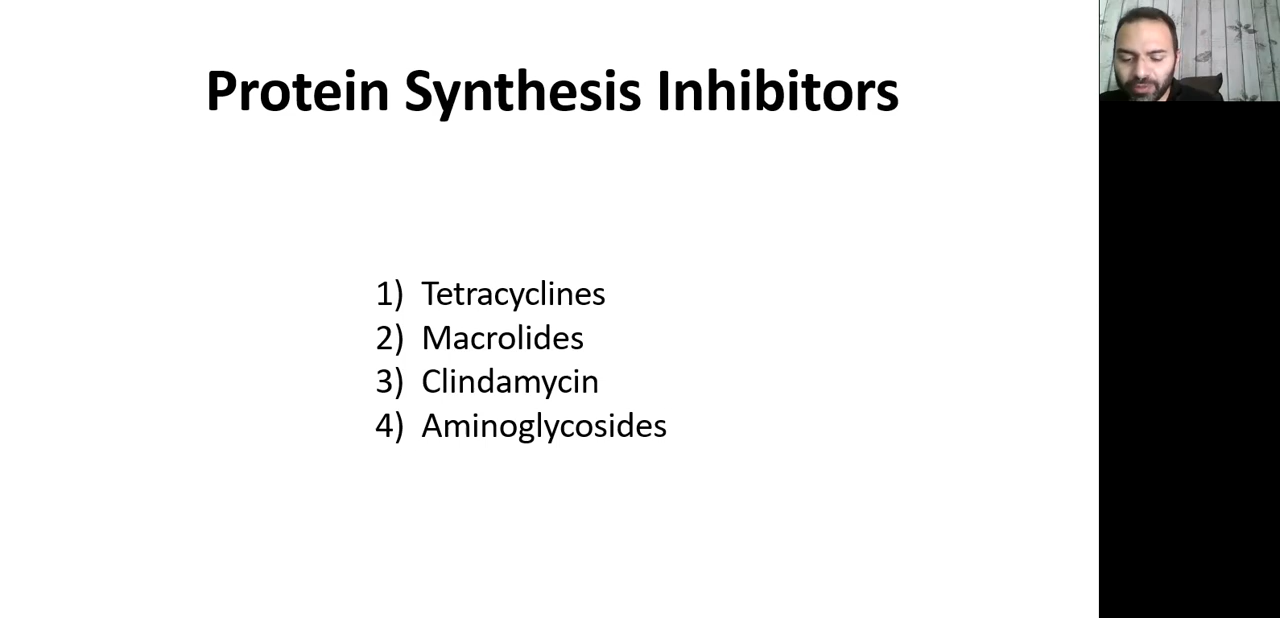 Protein Synthesis Inhibitors
1) Tetracyclines
2) Macrolides
3) Clindamycin
4) Aminoglycosides